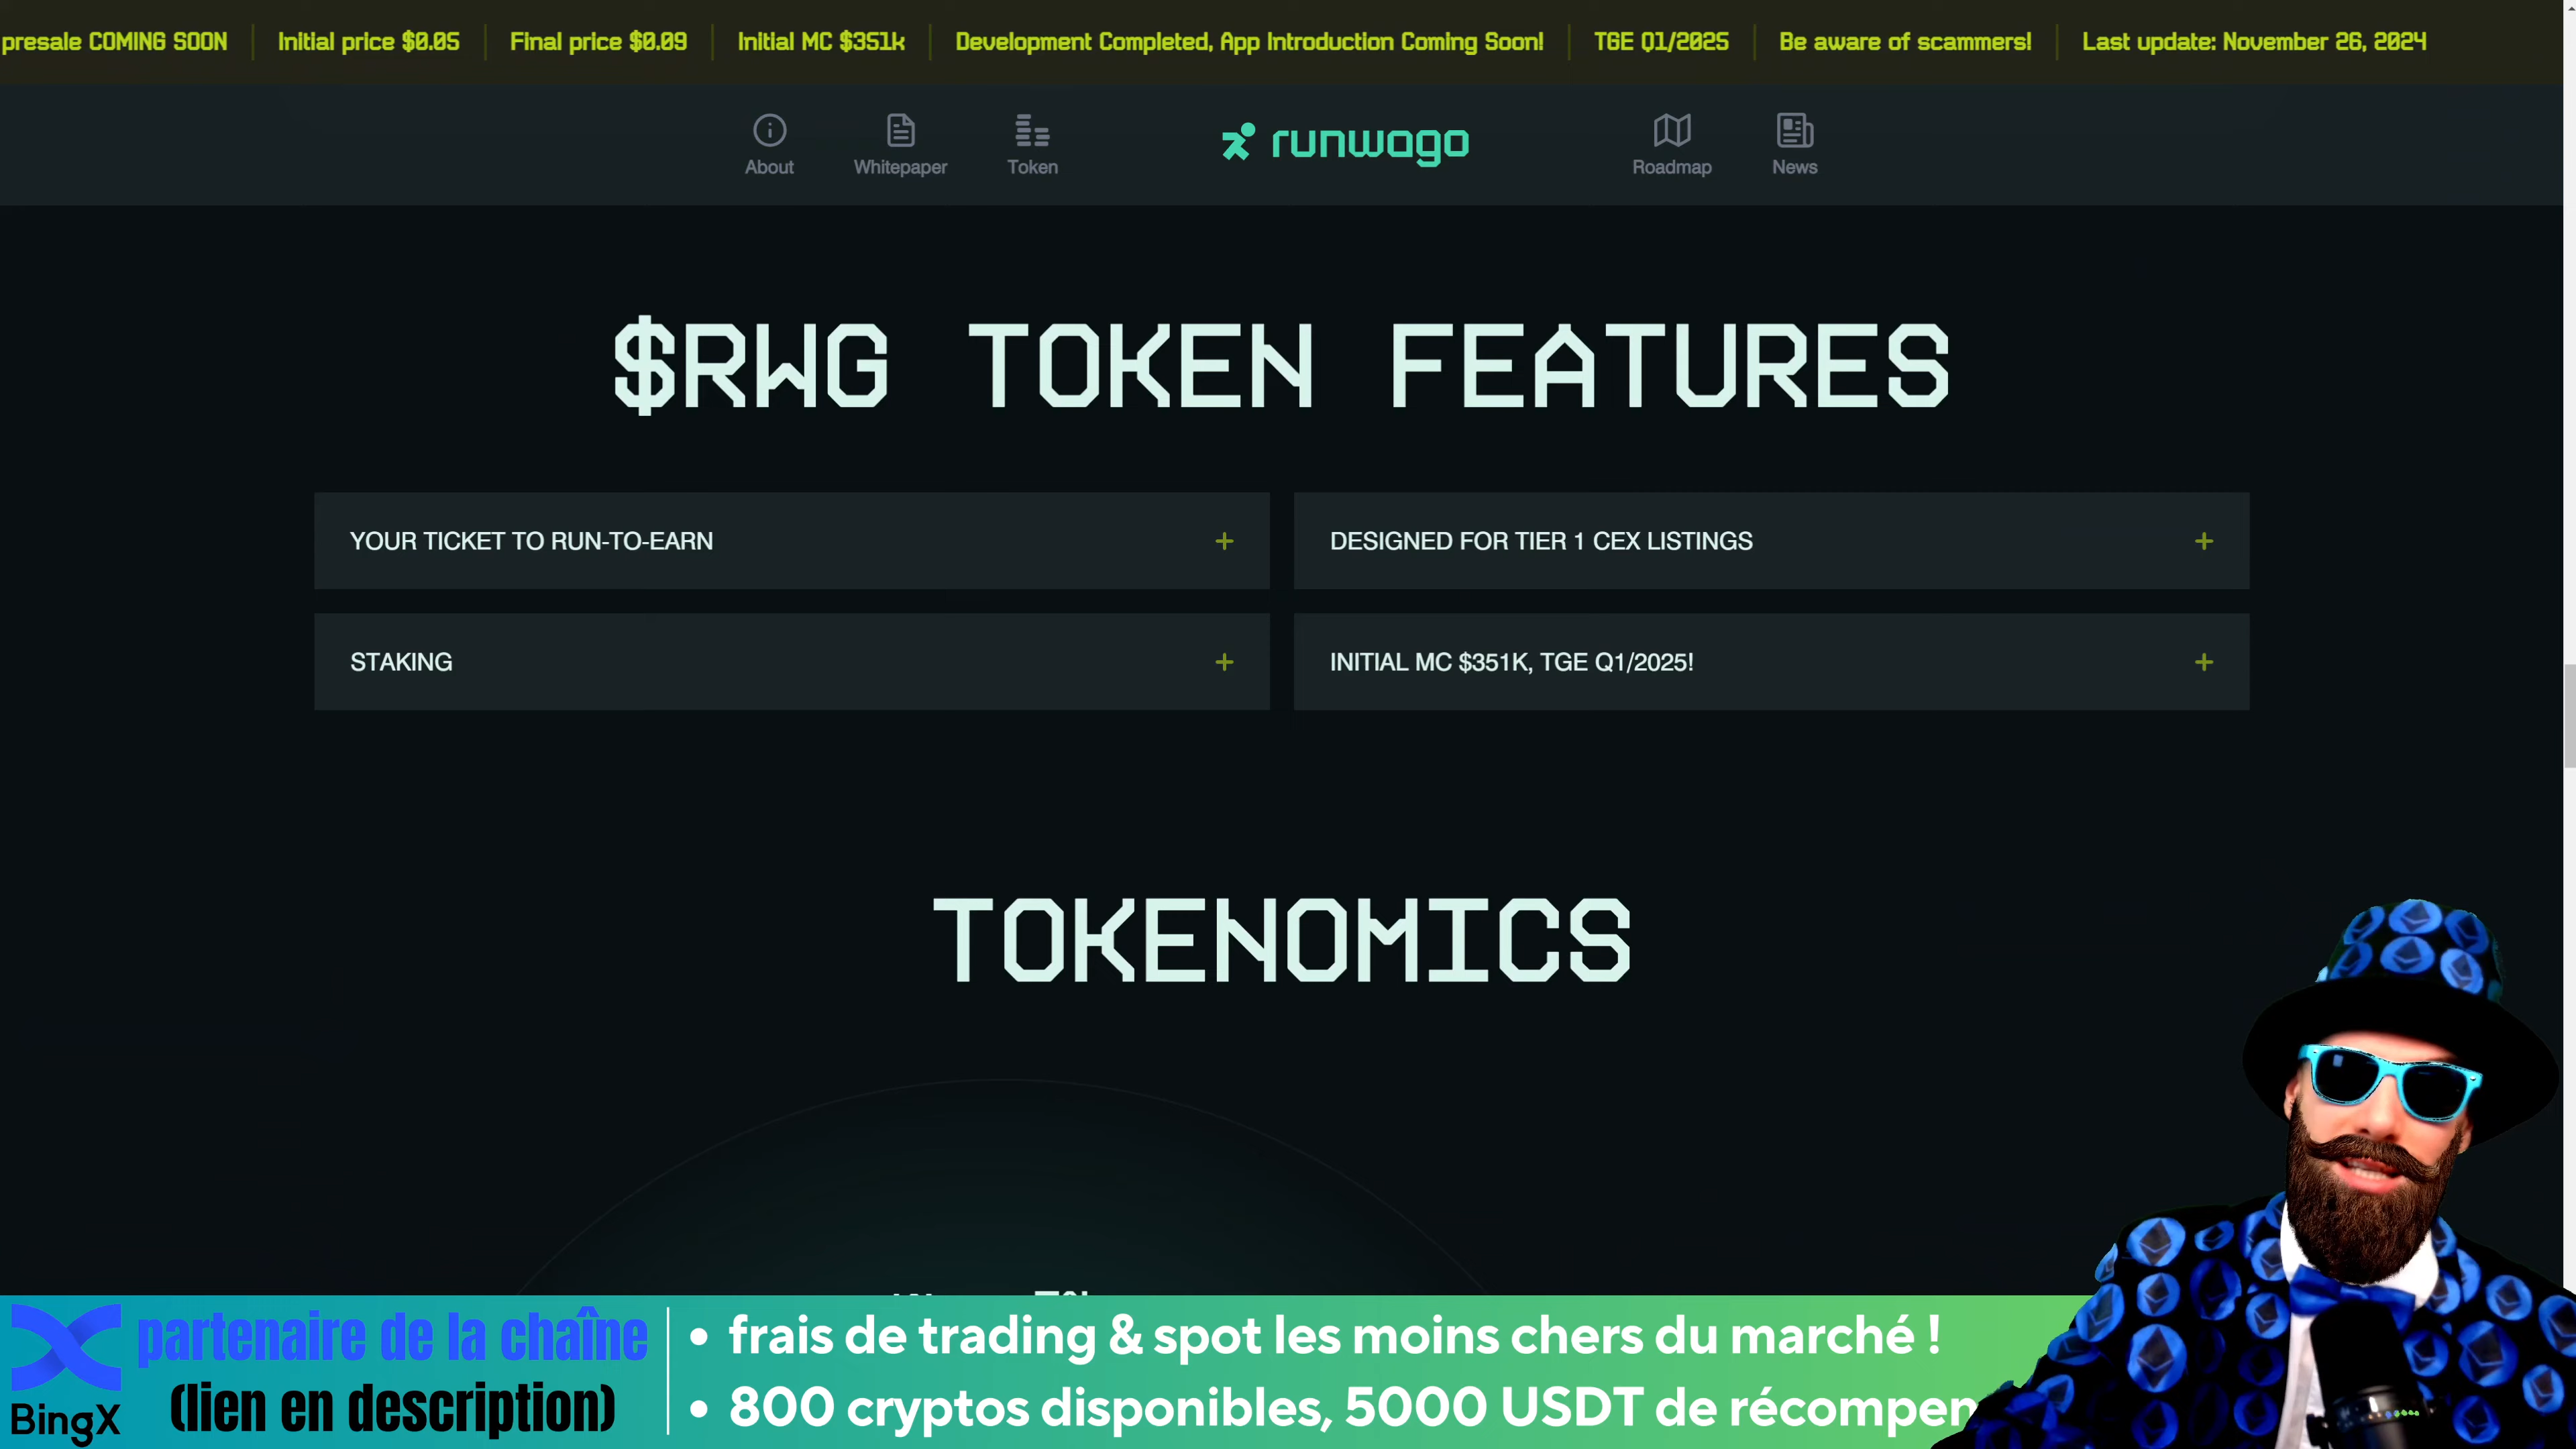 presale COMING SOON
Initial price $0.05
Final price $0.09
Initial MC $351k
Development Completed, App Introduction Coming Soon!
TGE Q1/2025
Be aware of scammers!
Last update: November 26, 2024
About
Whitepaper
Token
runwago
Roadmap
News
$RWG TOKEN FEATURES
YOUR TICKET TO RUN-TO-EARN
DESIGNED FOR TIER 1 CEX LISTINGS
STAKING
INITIAL MC $351K, TGE Q1/2025!
TOKENOMICS
BingX
partenaire de la chaîne
(lien en description)
• frais de trading & spot les moins chers du marché !
• 800 cryptos disponibles, 5000 USDT de récompen